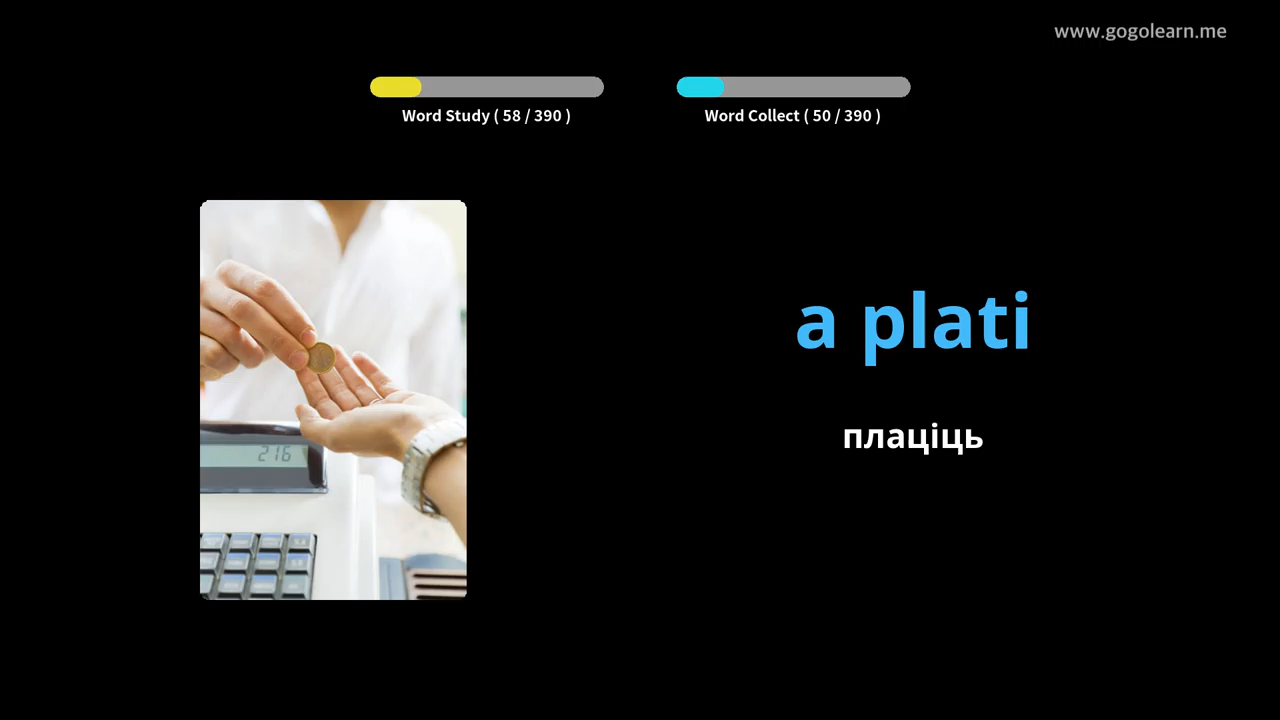 www.gogolearn.me
Word Study ( 58 / 390 )
Word Collect ( 50 / 390 )
a plati
плаціць
216